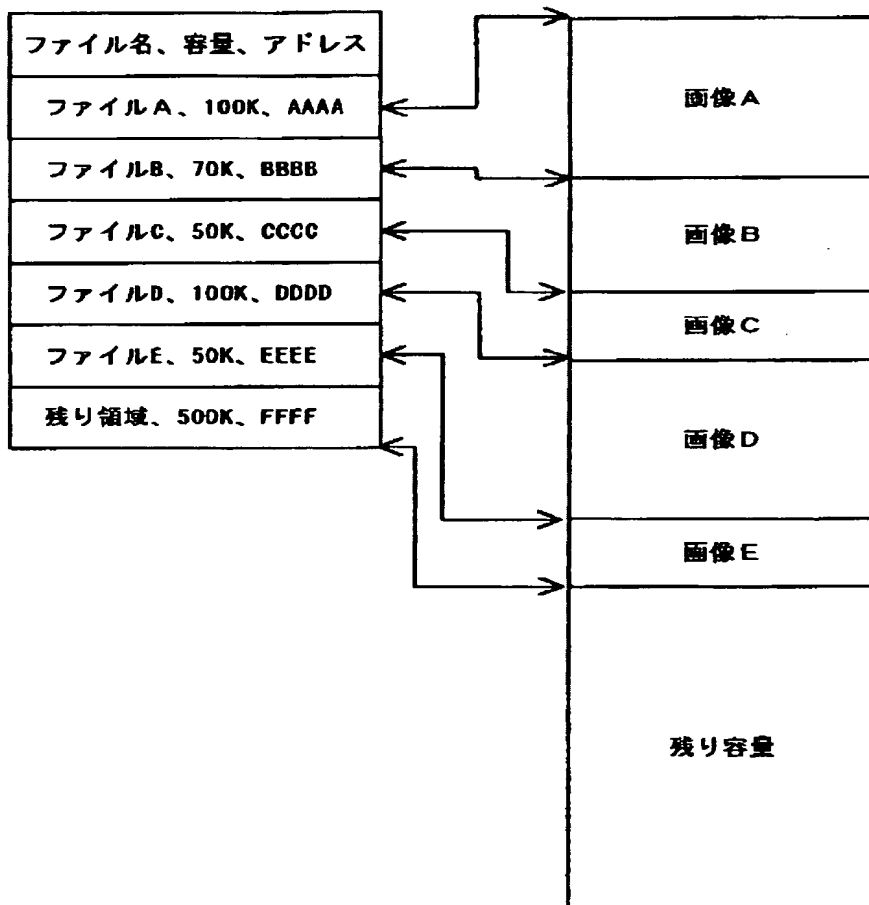 ファイル名、容量、アドレス
ファイルA、100K、AAAA
ファイルB、70K、BBBB
ファイルC、50K、CCCC
ファイルD、100K、DDDD
ファイルE、50K、EEEE
残り領域、500K、FFFF
画像A
画像B
画像C
画像D
画像E
残り容量